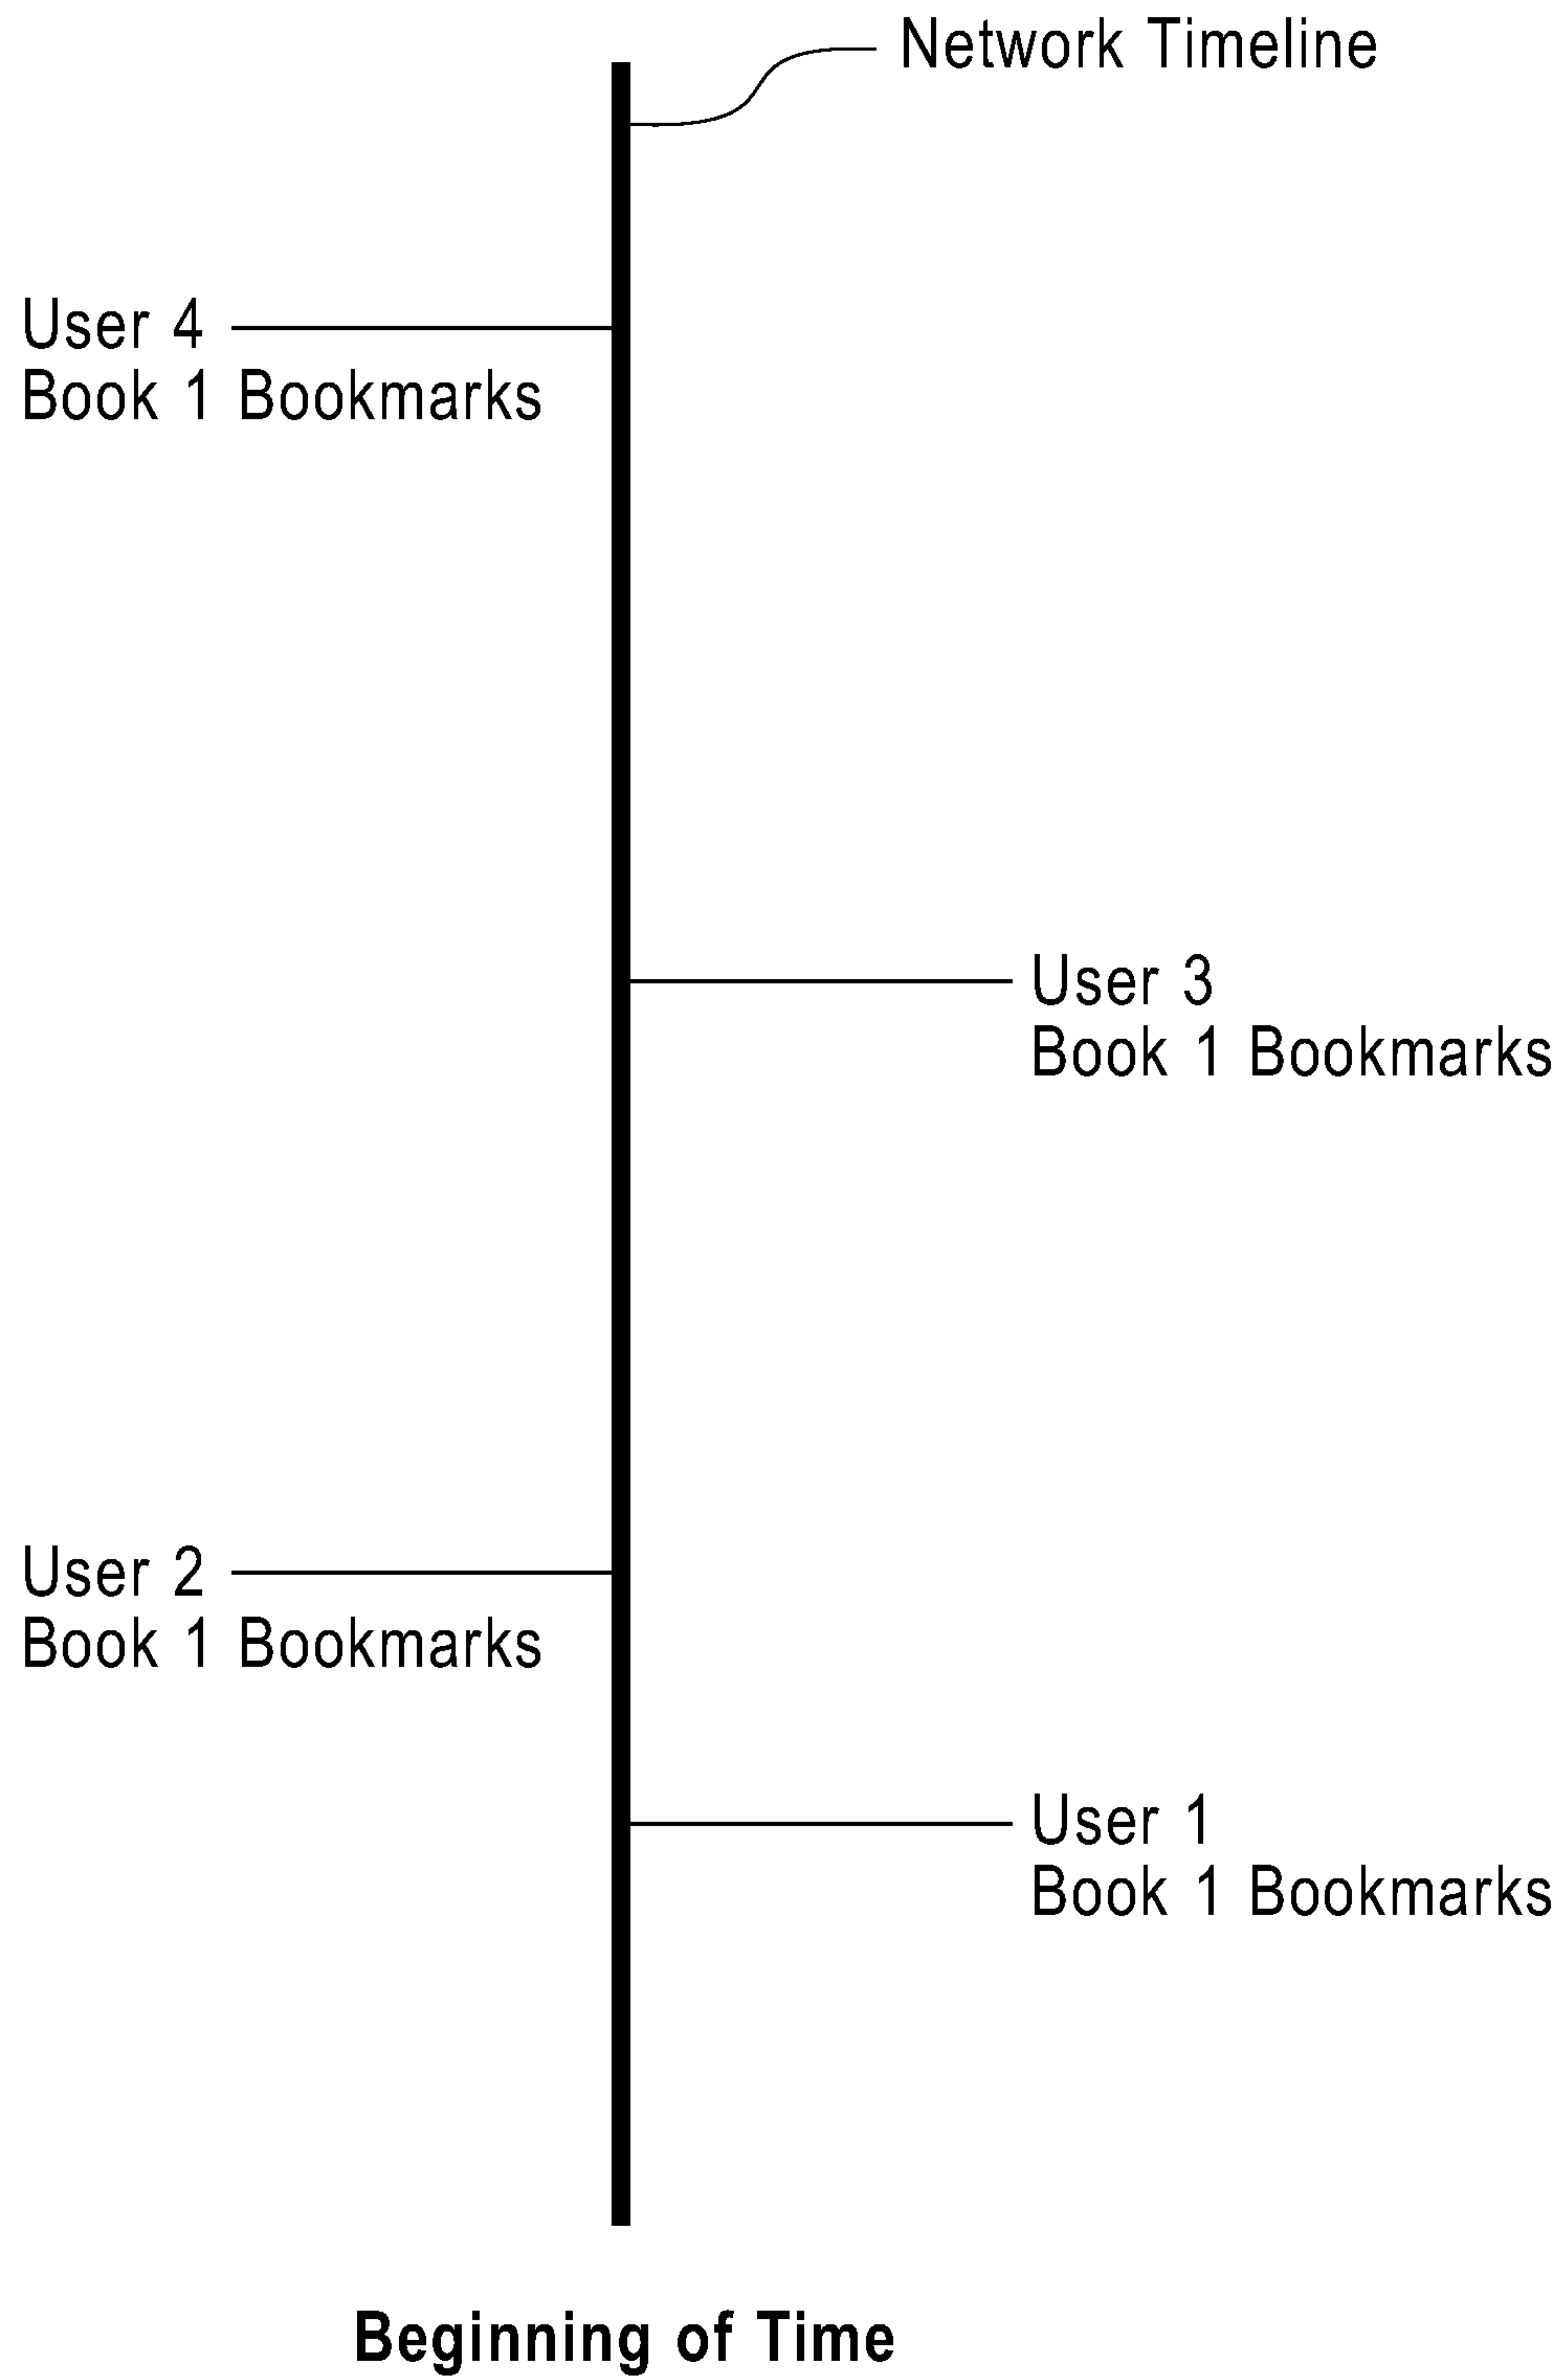 Network Timeline
User 4
Book 1 Bookmarks
User 3
Book 1 Bookmarks
User 2
Book 1 Bookmarks
User 1
Book 1 Bookmarks
Beginning of Time